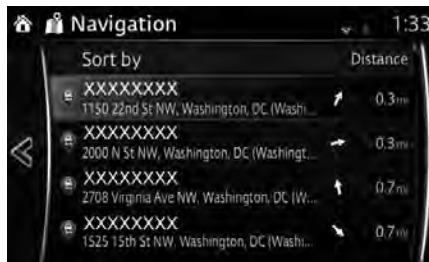 Navigation 1:33
Sort by Distance
XXXXXXXX
1150 22nd St NW, Washington, DC (Washi... 0.3mi
XXXXXXXX
2000 N St NW, Washington, DC (Washingt... 0.3mi
XXXXXXXX
2708 Virginia Ave NW, Washington, DC (W... 0.7mi
XXXXXXXX
1525 15th St NW, Washington, DC (Washi... 0.7mi